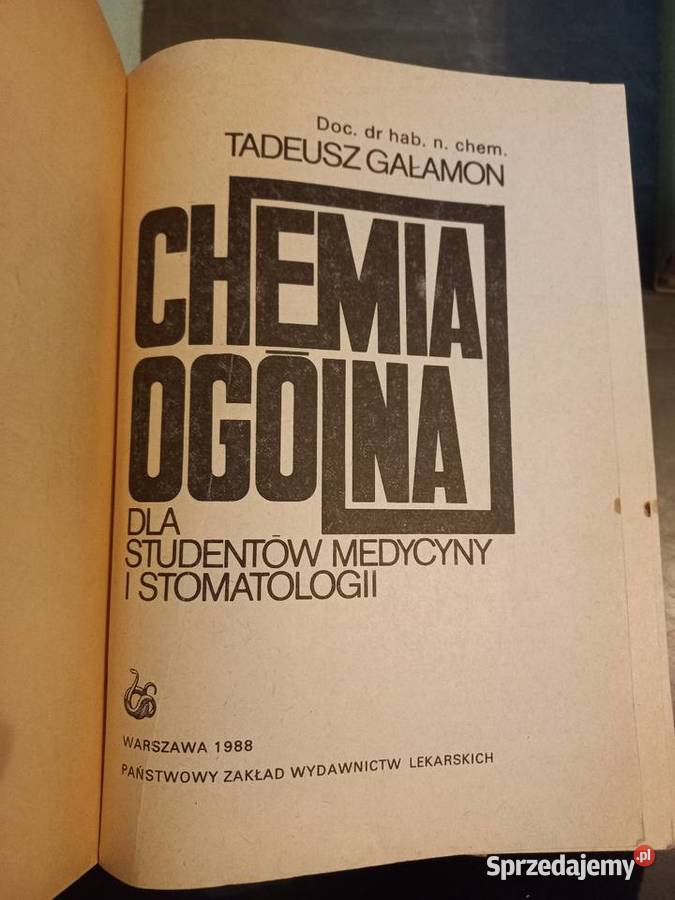 Doc. dr hab. n. chem.
TADEUSZ GAŁAMON
CHEMIA
OGÓLNA
DLA
STUDENTÓW MEDYCYNY
I STOMATOLOGII
WARSZAWA 1988
PAŃSTWOWY ZAKŁAD WYDAWNICTW LEKARSKICH
Sprzedajemy.pl